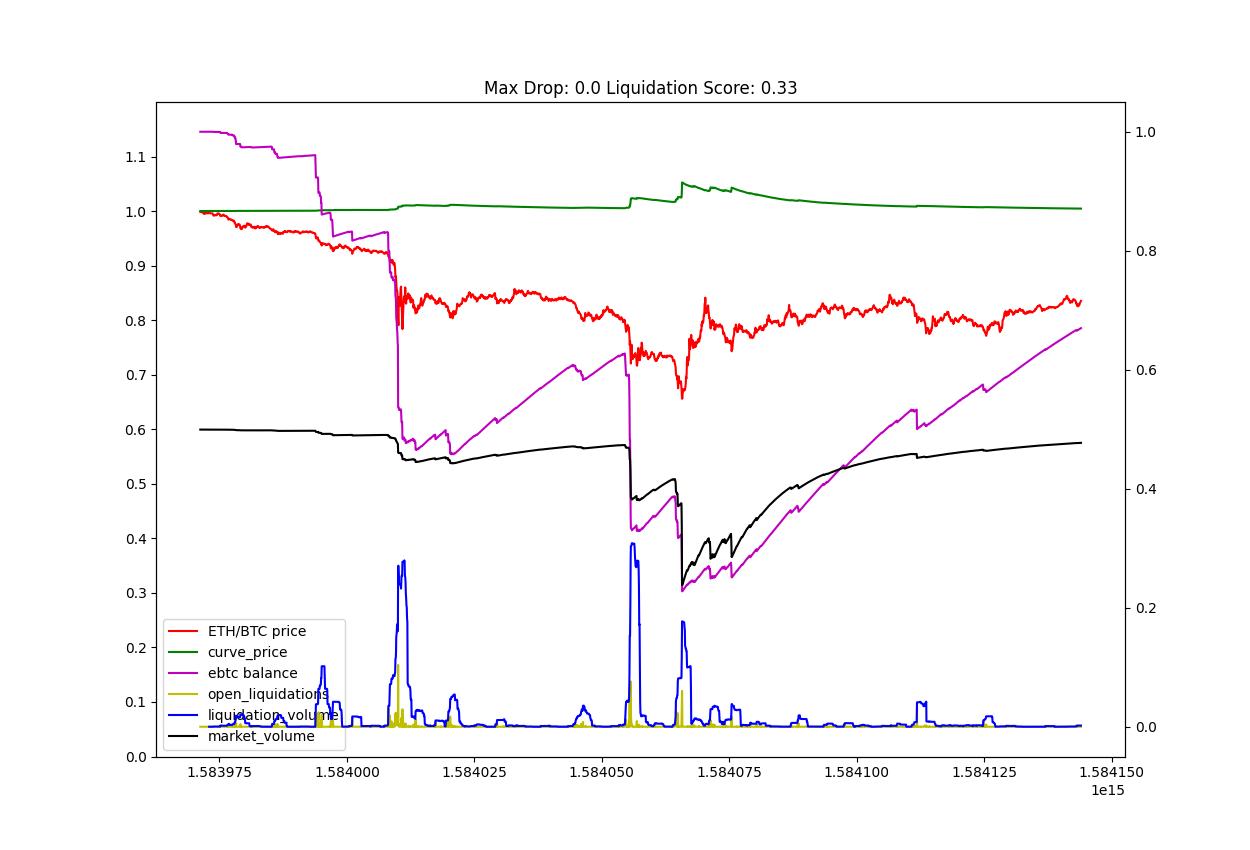 Max Drop: 0.0 Liquidation Score: 0.33
1.1
1.0
0.9
0.8
0.7
0.6
0.5
0.4
0.3
0.2
0.1
0.0
1.0
0.8
0.6
0.4
0.2
0.0
ETH/BTC price
curve_price
ebtc balance
open_liquidations
liquidation_volume
market_volume
1.583975 1.584000 1.584025 1.584050 1.584075 1.584100 1.584125 1.584150
1e15